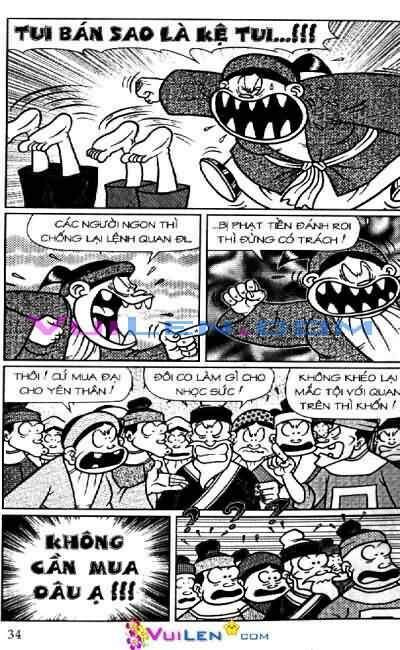 TUI BÁN SAO LÀ KỆ TUI...!!!
CÁC NGƯỜI NGON THÌ
CHỐNG LẠI LỆNH QUAN ĐI...
...BỊ PHẠT TIỀN ĐÁNH ROI
THÌ ĐỪNG CÓ TRÁCH!
VUILEN.COM
THÔI! CỨ MUA ĐẠI
CHO YÊN THÂN!
ĐÔI CO LÀM GÌ CHO
NHỌC SỨC!
KHÔNG KHÉO LẠI
MẮC TỘI VỚI QUAN
TRÊN THÌ KHỐN!
? ? ?
KHÔNG
CẦN MUA
ĐÂU Ạ!!!
34
VUILEN.COM